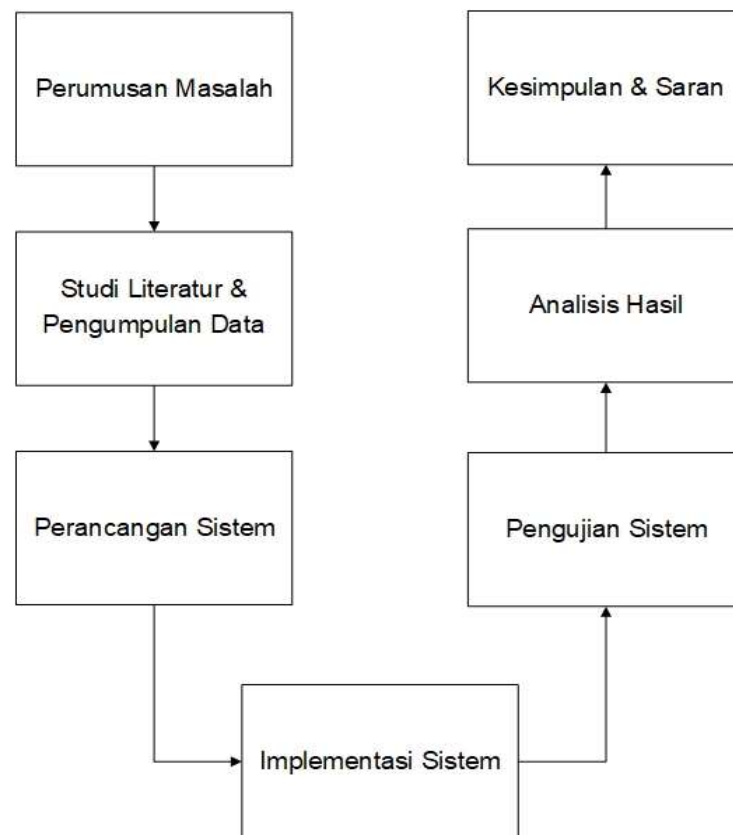 Perumusan Masalah
Studi Literatur &
Pengumpulan Data
Perancangan Sistem
Implementasi Sistem
Pengujian Sistem
Analisis Hasil
Kesimpulan & Saran